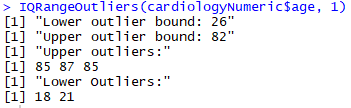 > IQRangeOutliers(cardiologyNumeric$age, 1)
[1] "Lower outlier bound: 26"
[1] "Upper outlier bound: 82"
[1] "Upper outliers:"
[1] 85 87 85
[1] "Lower Outliers:"
[1] 18 21